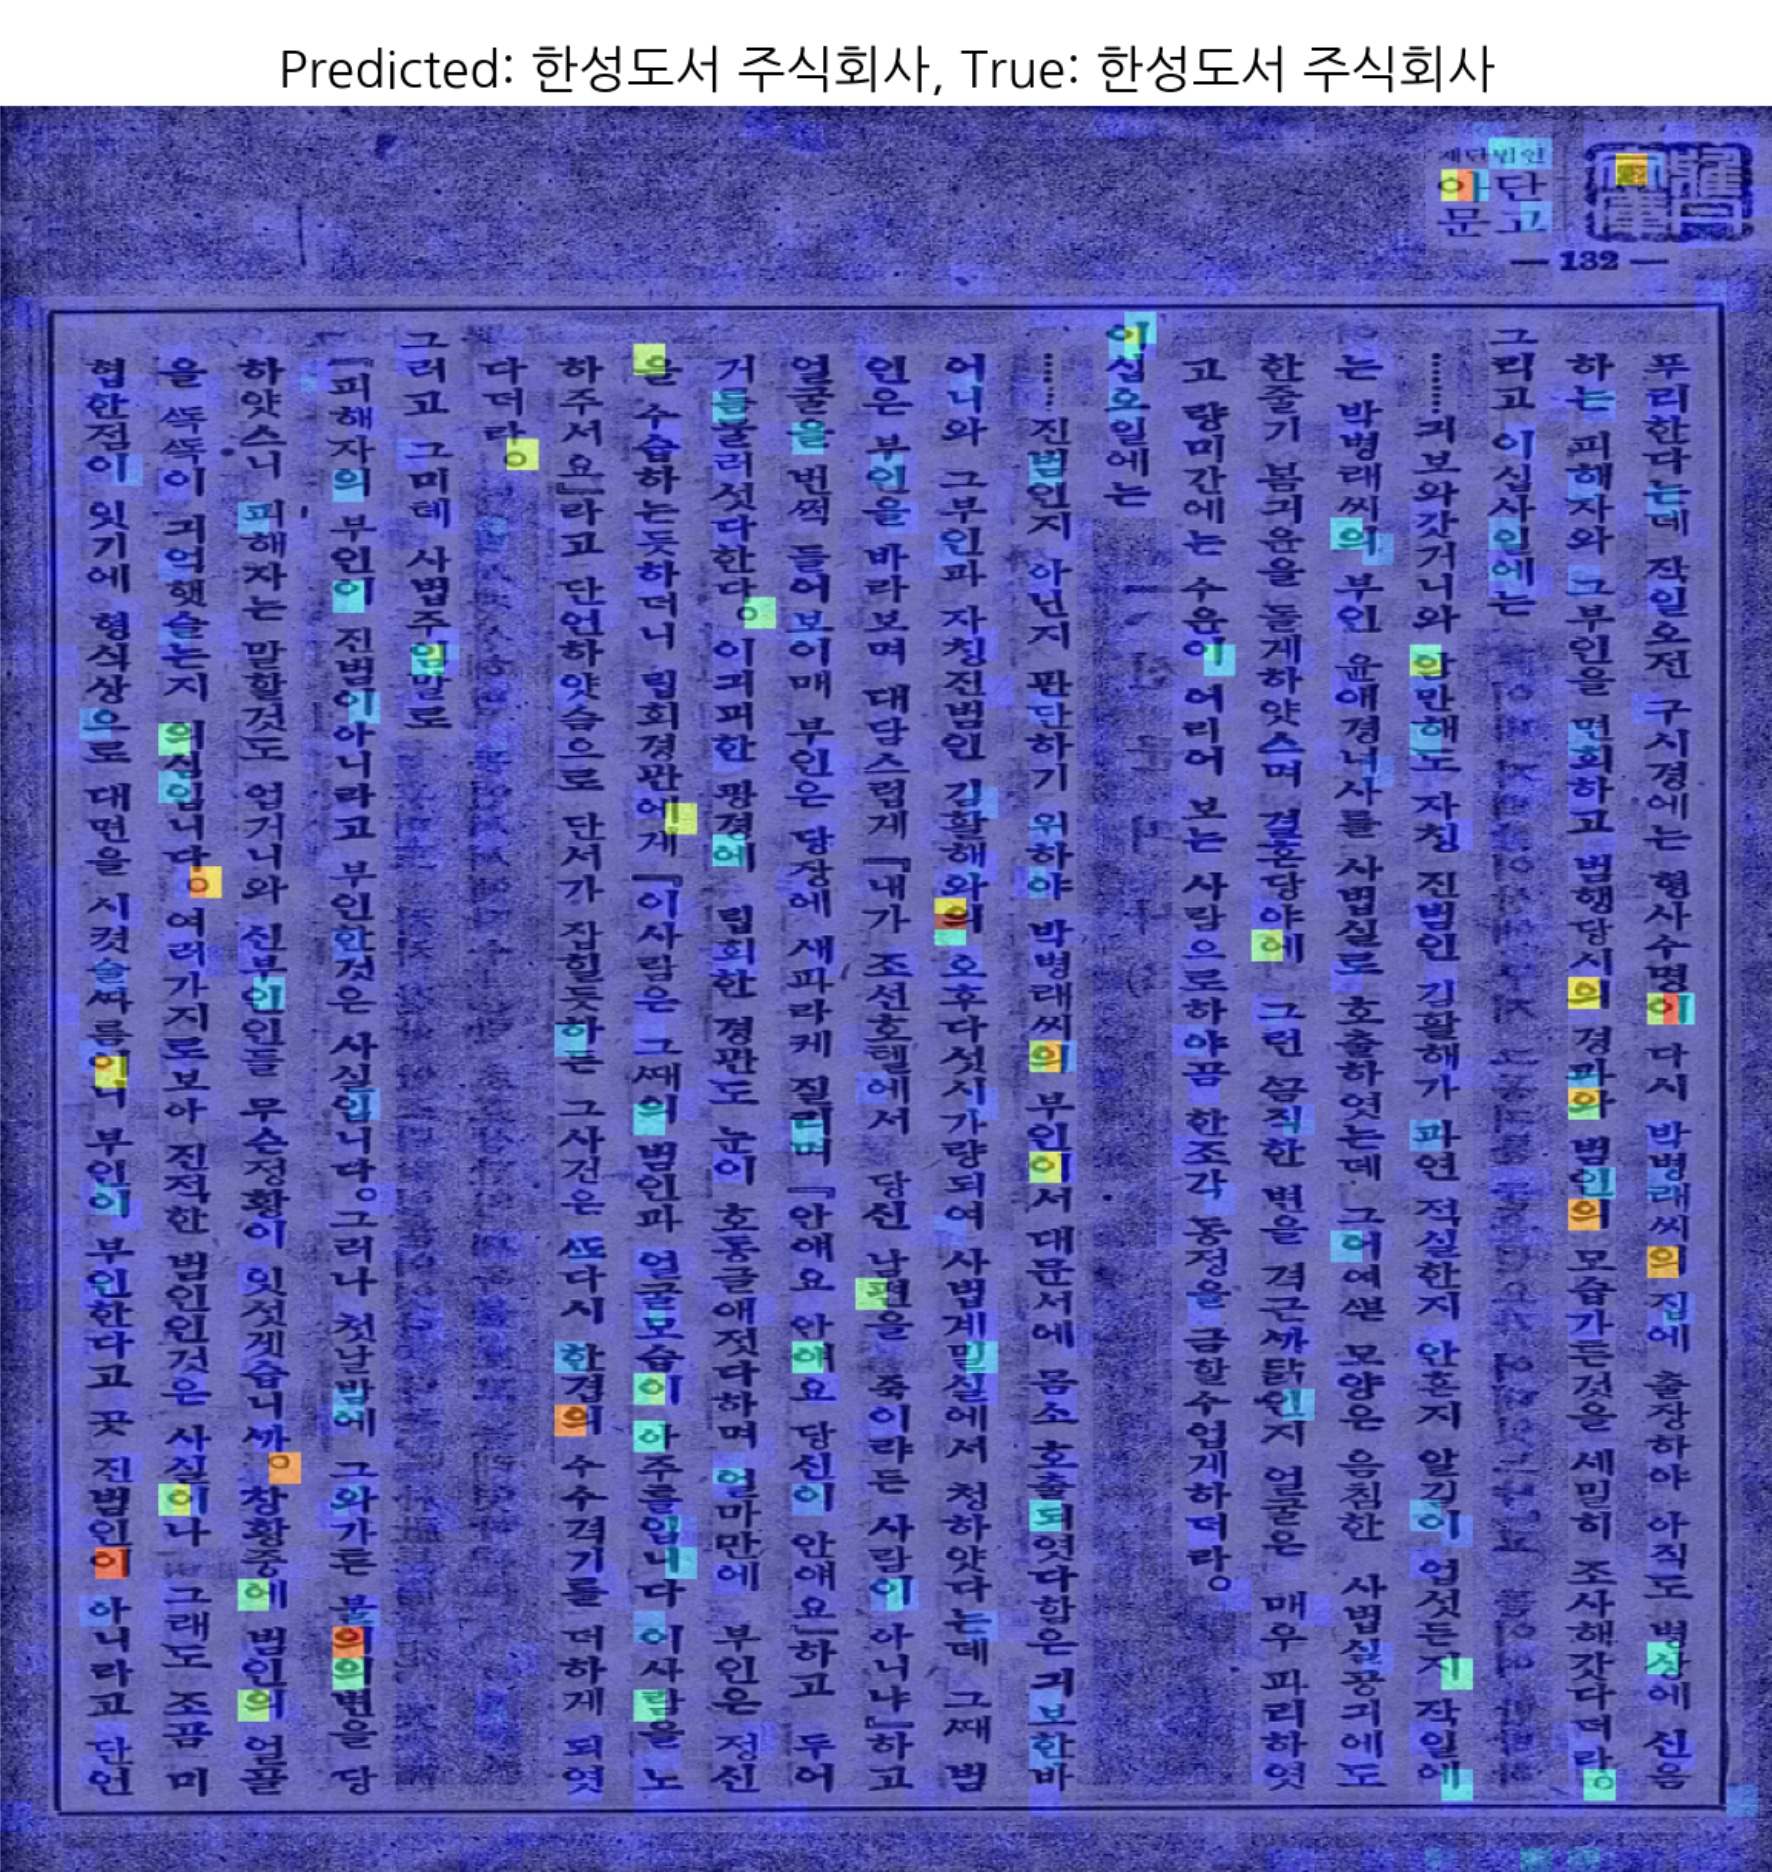 Predicted: 한성도서 주식회사, True: 한성도서 주식회사
재단법인
아단
문고
— 132 —
푸리한다는데 작일오전 구시경에는 형사수명이 다시 박병래씨의 집에 출장하야 아직도 병상에 신음
하는 피해자와 그부인을 면회하고 범행당시의 경과와 범인의 모습가튼것을 세밀히 조사해갓다더라。
그리고 이십사일에는
……긔보와갓거니와 아만해도 자칭 진범인 김활해가 과연 적실한지 안흔지 알길이 업섯든지 작일에
는 박병래씨의 부인 윤애경녀사를 사법실로 호출하엿는데 그어예쁜 모양은 음침한 사법실공긔에도
한줄기 봄긔운을 돌게하얏스며 결혼당야에 그런 끔직한 변을 격근까닭인지 얼굴은 매우 파리하엿
고 량미간에는 수운이 어리어 보는 사람으로하야곰 한조각 동정을 금할수업게하더라。
이십오일에는
……진범인지 아닌지 판단하기 위하야 박병래씨의 부인이서 대문서에 몸소 호출되엿다함은 긔보한바
어니와 그부인과 자칭진범인 김활해와의 오후다섯시가량되여 사법계밀실에서 청하얏다는데 그때 범
인은 부인을 바라보며 대담스럽게 『내가 조선호텔에서 당신 남편을 죽이랴든 사람이 아니냐』하고
얼굴을 번쩍 들어보이매 부인은 당장에 새파라케 질리며 『안얘요 안얘요 당신이 안얘요』하고 두어
거름물러섯다한다。 이긔괴한 광경에 립회한 경관도 눈이 호동글애젓다하며 얼마만에 부인은 정신
을 수습하는듯하더니 립회경관에게 『이사람은 그때의 범인과 얼굴모습이 아주틀입니다 이사람을 노
하주서요』라고 단언하얏슴으로 단서가 잡힐듯하든 그사건은 또다시 한겹의 수수격기를 더하게 되엿
다더라。
그러고 그미테 사법주임말로
『피해자의 부인이 진범이아니라고 부인한것은 사실입니다。그러나 첫날밤에 그와가튼 불의의변을 당
하얏스니 피해자는 말할것도 업거니와 신부인인들 무슨정황이 잇섯겟습니까。창황중에 범인의 얼골
을 똑똑이 긔억햇슬는지 의심입니다。 여러가지로보아 진적한 범인인것은 사실이나 그래도 조곰 미
협한점이 잇기에 형식상으로 대면을 시컷슬따름이니 부인이 부인한다고 곳 진범인이 아니라고 단언